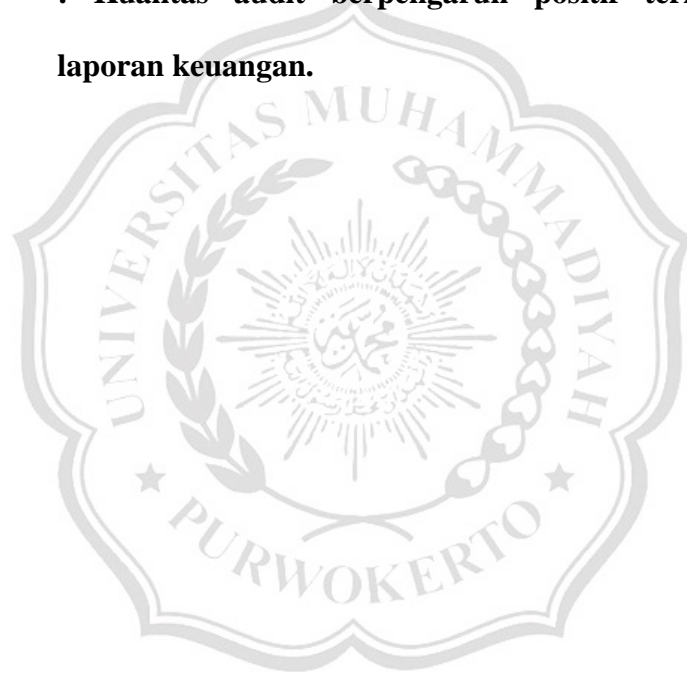 : Kualitas audit berpengaruh positif
laporan keuangan.
UNIVERSITAS MUHAMMADIYAH
PURWOKERTO